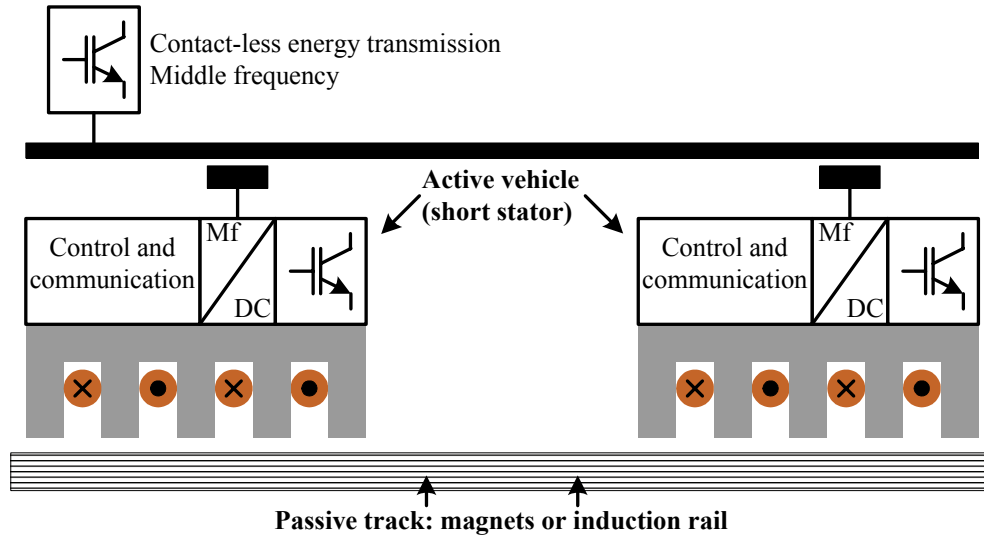 Contact-less energy transmission
Middle frequency
Active vehicle
(short stator)
Control and
communication
Mf
DC
Control and
communication
Mf
DC
Passive track: magnets or induction rail